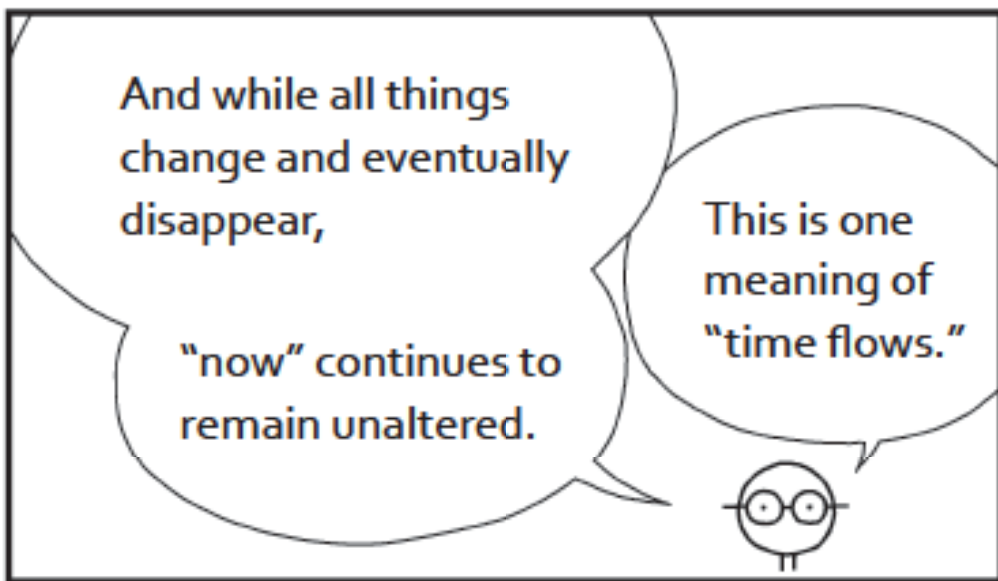 And while all things
change and eventually
disappear,
“now” continues to
remain unaltered.
This is one
meaning of
“time flows.”